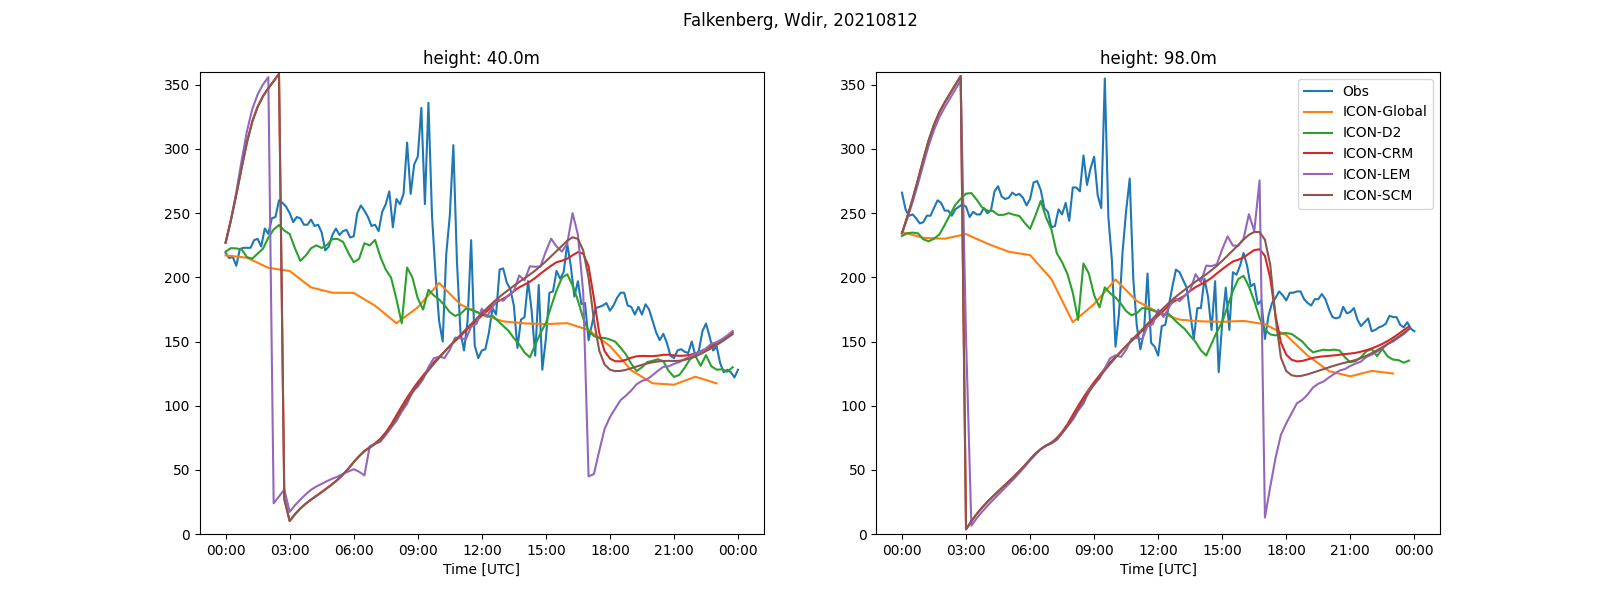 Falkenberg, Wdir, 20210812
height: 40.0m
350
300
250
200
150
100
50
0
00:00 03:00 06:00 09:00 12:00 15:00 18:00 21:00 00:00
Time [UTC]
height: 98.0m
350
300
250
200
150
100
50
0
00:00 03:00 06:00 09:00 12:00 15:00 18:00 21:00 00:00
Time [UTC]
Obs
ICON-Global
ICON-D2
ICON-CRM
ICON-LEM
ICON-SCM